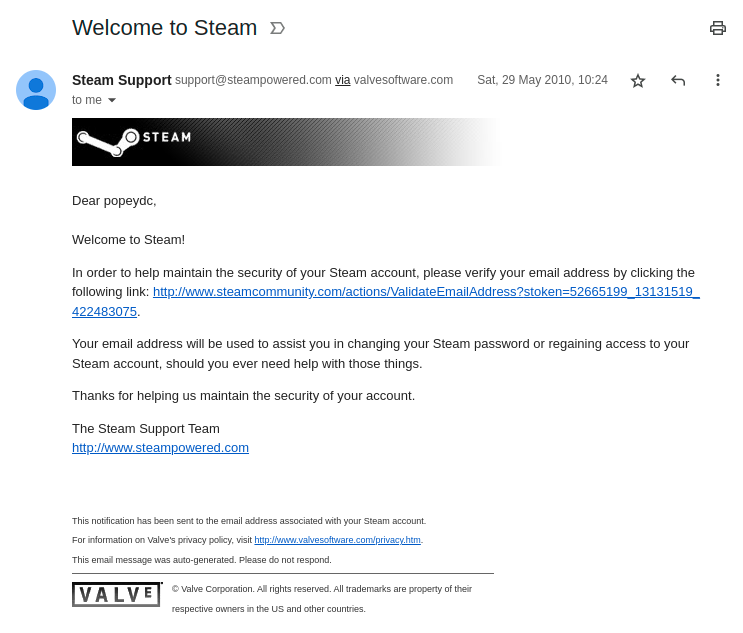 Welcome to Steam
Steam Support support@steampowered.com via valvesoftware.com Sat, 29 May 2010, 10:24
to me
STEAM
Dear popeydc,
Welcome to Steam!
In order to help maintain the security of your Steam account, please verify your email address by clicking the
following link: http://www.steamcommunity.com/actions/ValidateEmailAddress?stoken=52665199_13131519_
422483075.
Your email address will be used to assist you in changing your Steam password or regaining access to your
Steam account, should you ever need help with those things.
Thanks for helping us maintain the security of your account.
The Steam Support Team
http://www.steampowered.com
This notification has been sent to the email address associated with your Steam account.
For information on Valve's privacy policy, visit http://www.valvesoftware.com/privacy.htm.
This email message was auto-generated. Please do not respond.
VALVE
© Valve Corporation. All rights reserved. All trademarks are property of their
respective owners in the US and other countries.